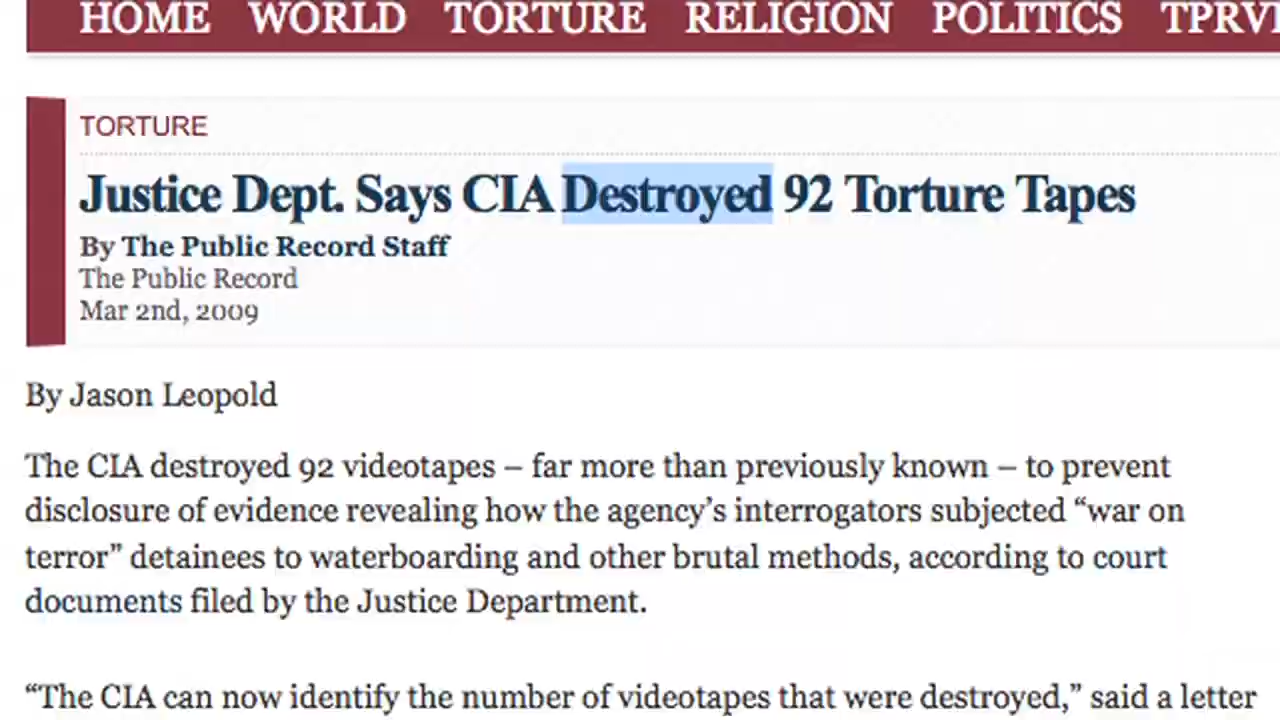 HOME WORLD TORTURE RELIGION POLITICS TPRV
TORTURE
Justice Dept. Says CIA Destroyed 92 Torture Tapes
By The Public Record Staff
The Public Record
Mar 2nd, 2009
By Jason Leopold
The CIA destroyed 92 videotapes – far more than previously known – to prevent
disclosure of evidence revealing how the agency’s interrogators subjected “war on
terror” detainees to waterboarding and other brutal methods, according to court
documents filed by the Justice Department.
“The CIA can now identify the number of videotapes that were destroyed,” said a letter